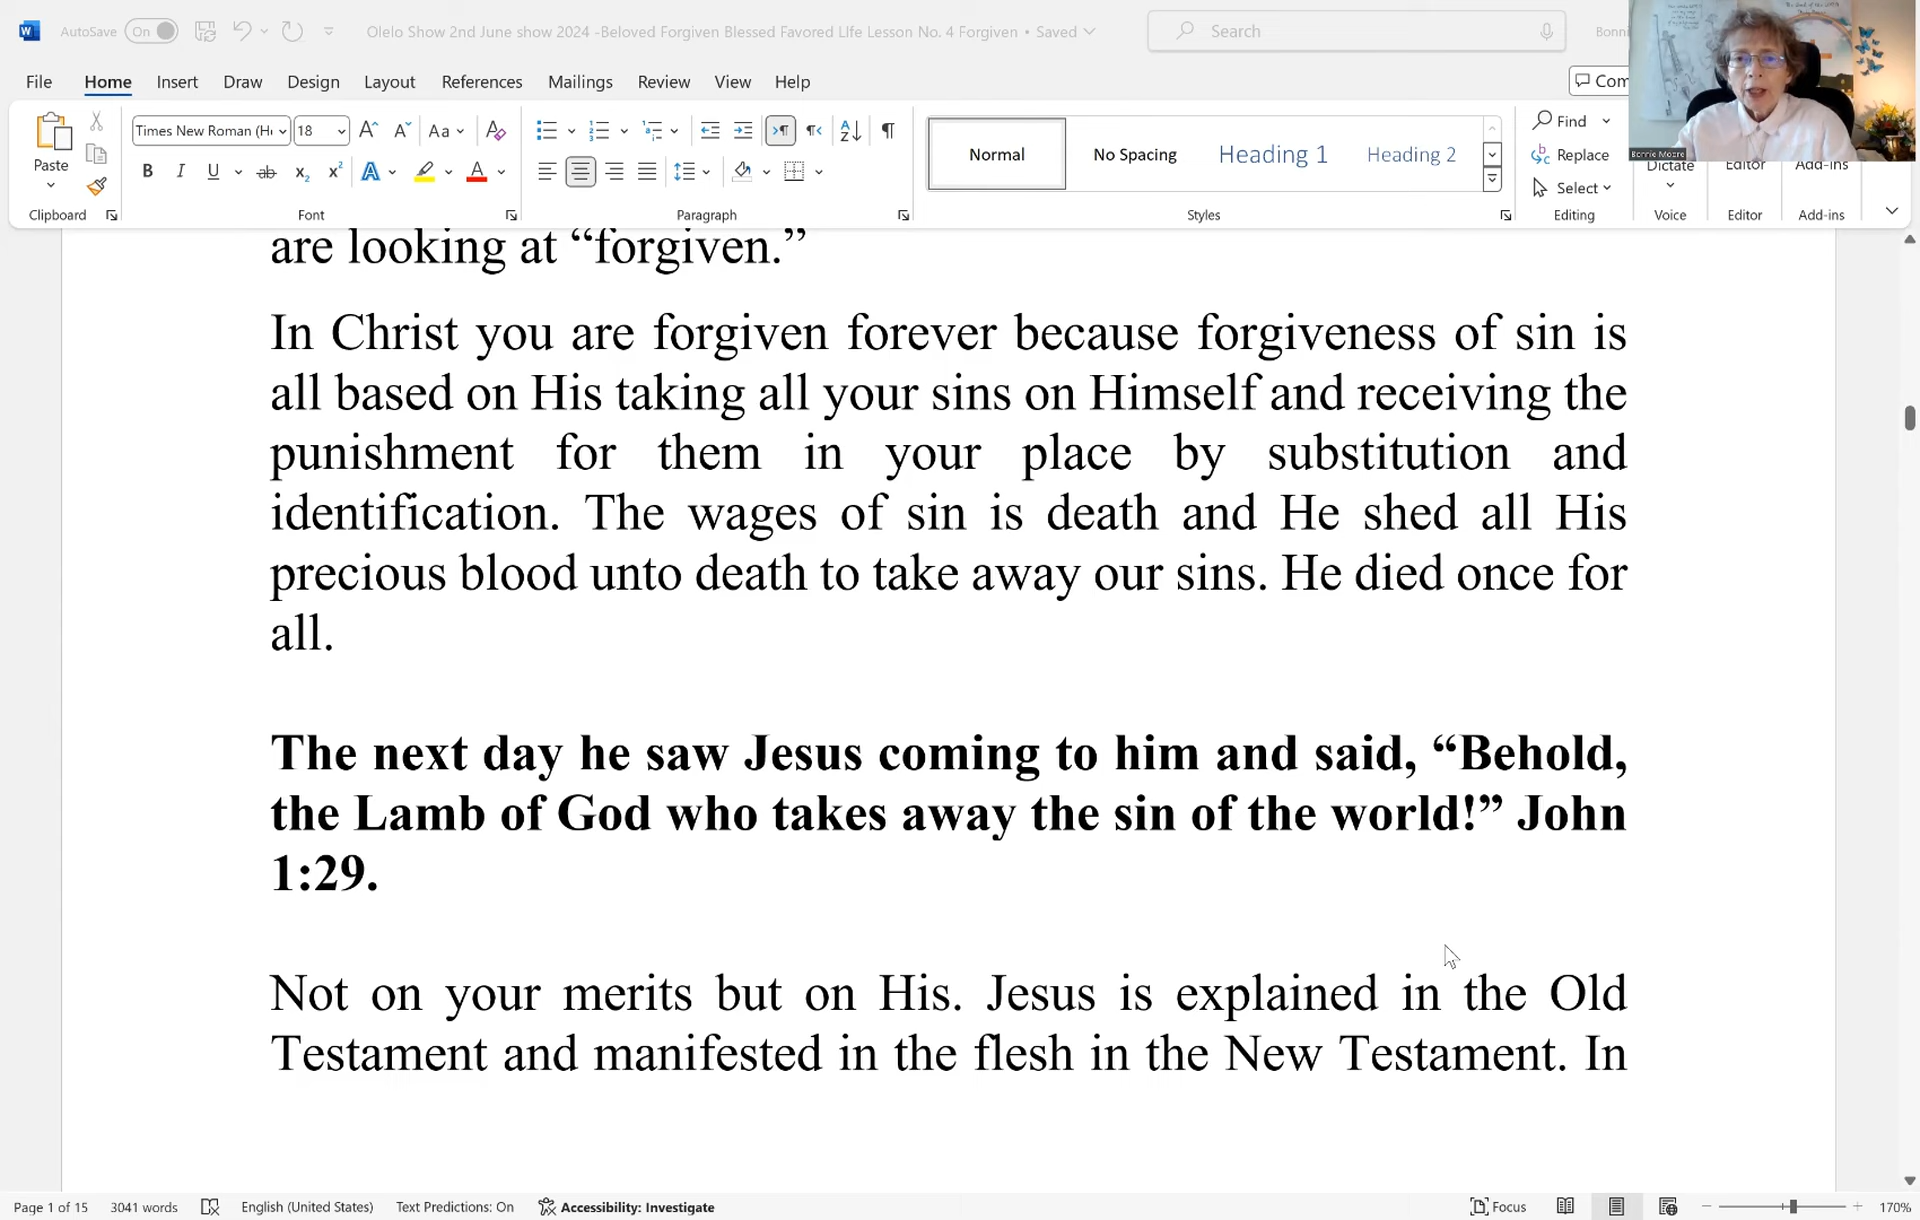 AutoSave On Olelo Show 2nd June show 2024 -Beloved Forgiven Blessed Favored LIfe Lesson No. 4 Forgiven • Saved Search Bonni
File Home Insert Draw Design Layout References Mailings Review View Help Com
Times New Roman (H 18 Aa Normal No Spacing Heading 1 Heading 2 Find
Paste Replace Dictate Editor Add-ins
B I U ab x2 x2 A A Select
Clipboard Font Paragraph Styles Editing Voice Editor Add-ins
Bonnie Moore
are looking at “forgiven.”
In Christ you are forgiven forever because forgiveness of sin is
all based on His taking all your sins on Himself and receiving the
punishment for them in your place by substitution and
identification. The wages of sin is death and He shed all His
precious blood unto death to take away our sins. He died once for
all.
The next day he saw Jesus coming to him and said, “Behold,
the Lamb of God who takes away the sin of the world!” John
1:29.
Not on your merits but on His. Jesus is explained in the Old
Testament and manifested in the flesh in the New Testament. In
Page 1 of 15 3041 words English (United States) Text Predictions: On Accessibility: Investigate Focus 170%